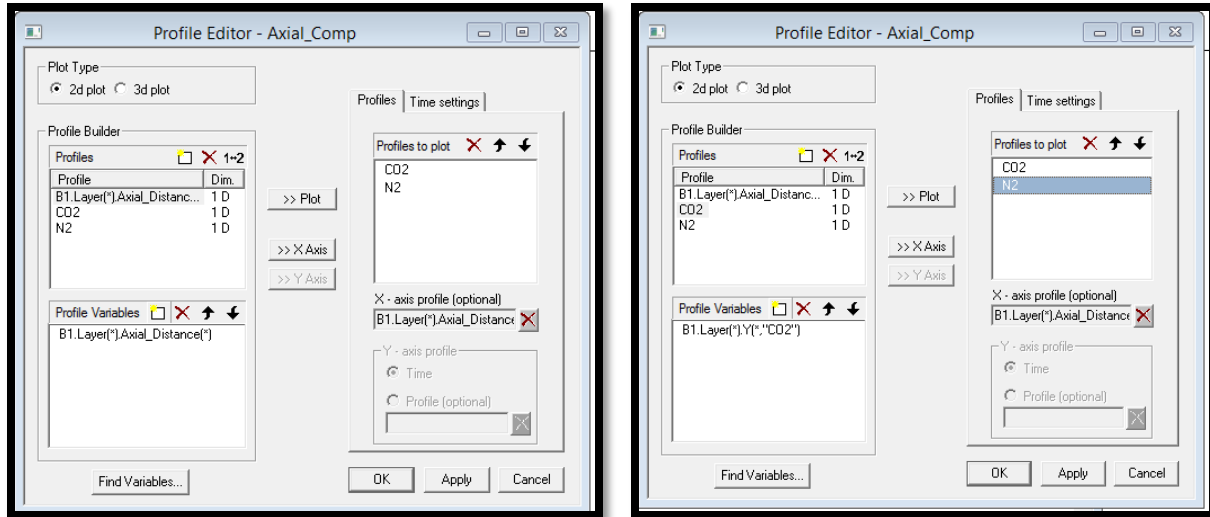 Profile Editor - Axial_Comp
Plot Type
2d plot 3d plot
Profile Builder
Profiles 1↔2
Profile Dim.
B1.Layer(*).Axial_Distanc... 1 D
CO2 1 D
N2 1 D
Profile Variables
B1.Layer(*).Axial_Distance(*)
Find Variables...
>> Plot
>> X Axis
>> Y Axis
Profiles Time settings
Profiles to plot
CO2
N2
X - axis profile (optional)
B1.Layer(*).Axial_Distance
Y - axis profile
Time
Profile (optional)
OK Apply Cancel
Profile Editor - Axial_Comp
Plot Type
2d plot 3d plot
Profile Builder
Profiles 1↔2
Profile Dim.
B1.Layer(*).Axial_Distanc... 1 D
CO2 1 D
N2 1 D
Profile Variables
B1.Layer(*).Y(*,"CO2")
Find Variables...
>> Plot
>> X Axis
>> Y Axis
Profiles Time settings
Profiles to plot
CO2
N2
X - axis profile (optional)
B1.Layer(*).Axial_Distance
Y - axis profile
Time
Profile (optional)
OK Apply Cancel